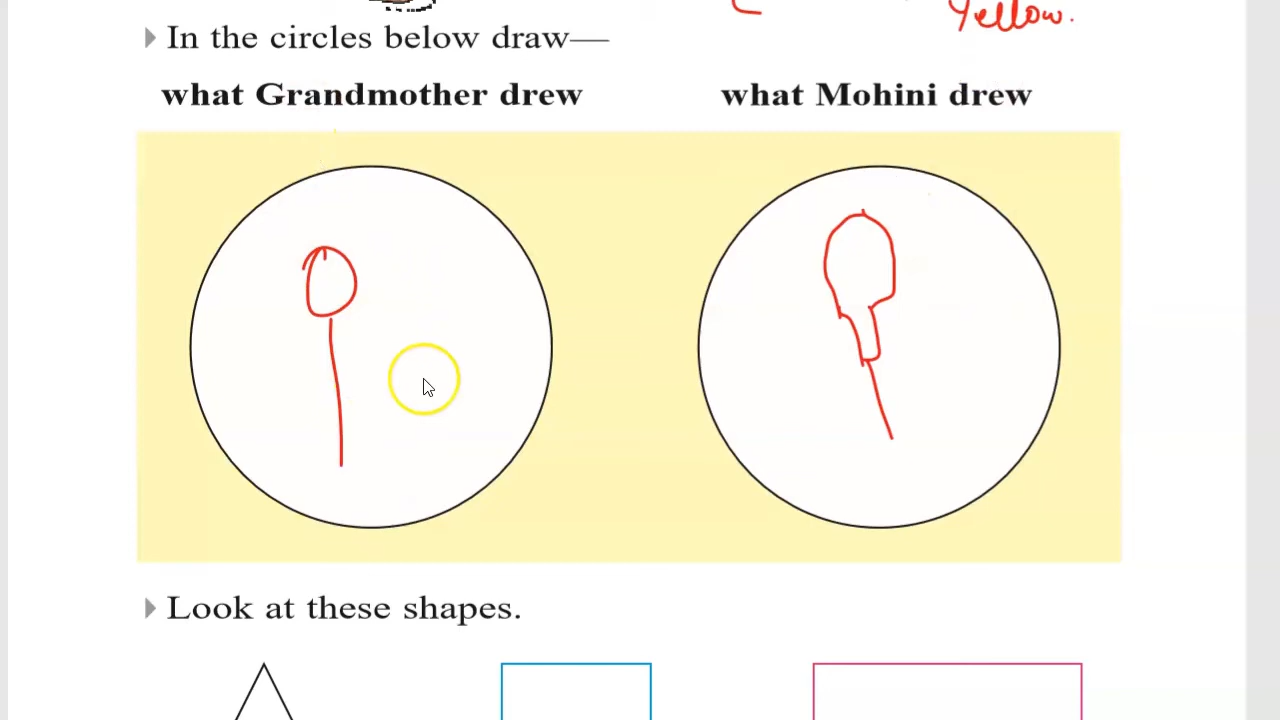 Yellow.
In the circles below draw—
what Grandmother drew
what Mohini drew
Look at these shapes.